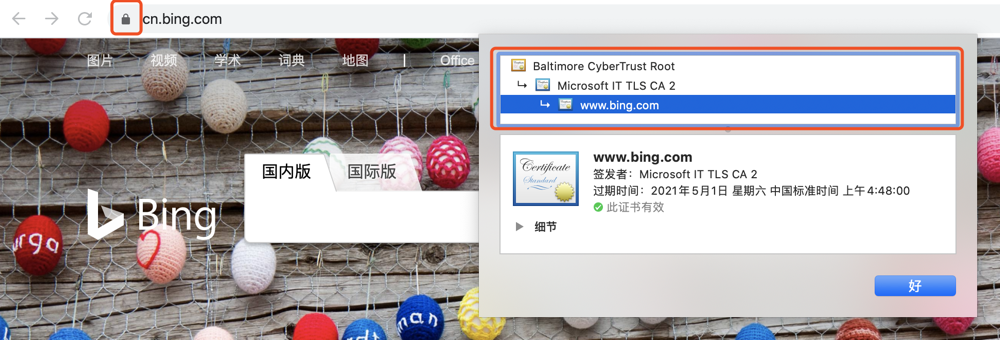 cn.bing.com
图片 视频 学术 词典 地图 | Office
国内版 国际版
Bing
urga
man
Baltimore CyberTrust Root
Microsoft IT TLS CA 2
www.bing.com
Certificate
Standard
www.bing.com
签发者：Microsoft IT TLS CA 2
过期时间：2021年5月1日 星期六 中国标准时间 上午4:48:00
此证书有效
细节
好